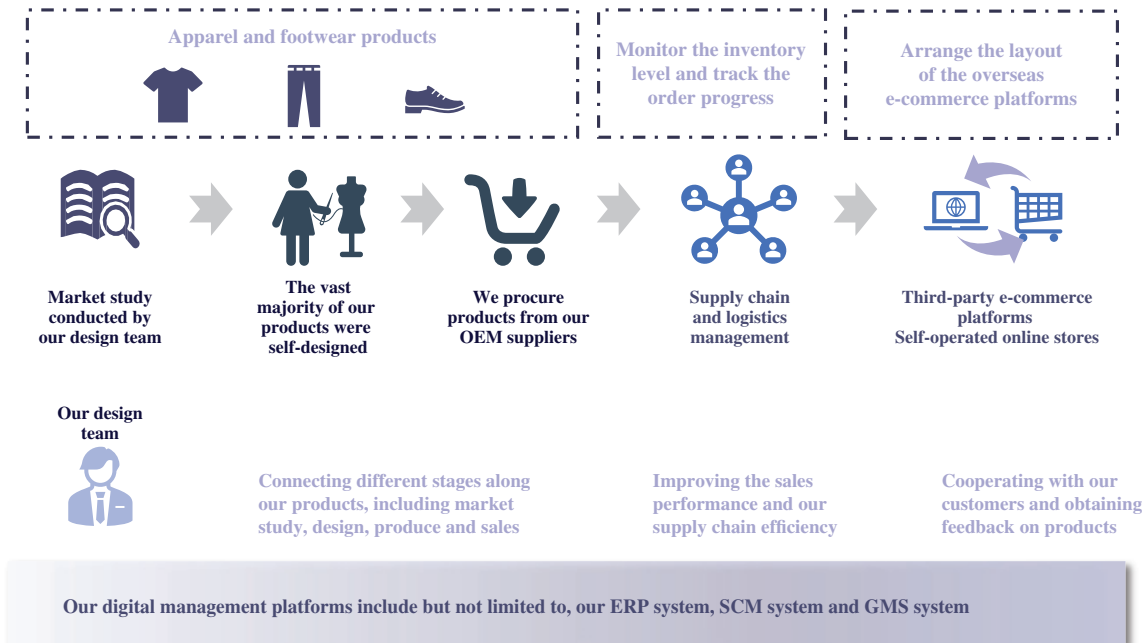 Apparel and footwear products
Monitor the inventory
level and track the
order progress
Arrange the layout
of the overseas
e-commerce platforms
Market study
conducted by
our design team
The vast
majority of our
products were
self-designed
We procure
products from our
OEM suppliers
Supply chain
and logistics
management
Third-party e-commerce
platforms
Self-operated online stores
Our design
team
Connecting different stages along
our products, including market
study, design, produce and sales
Improving the sales
performance and our
supply chain efficiency
Cooperating with our
customers and obtaining
feedback on products
Our digital management platforms include but not limited to, our ERP system, SCM system and GMS system